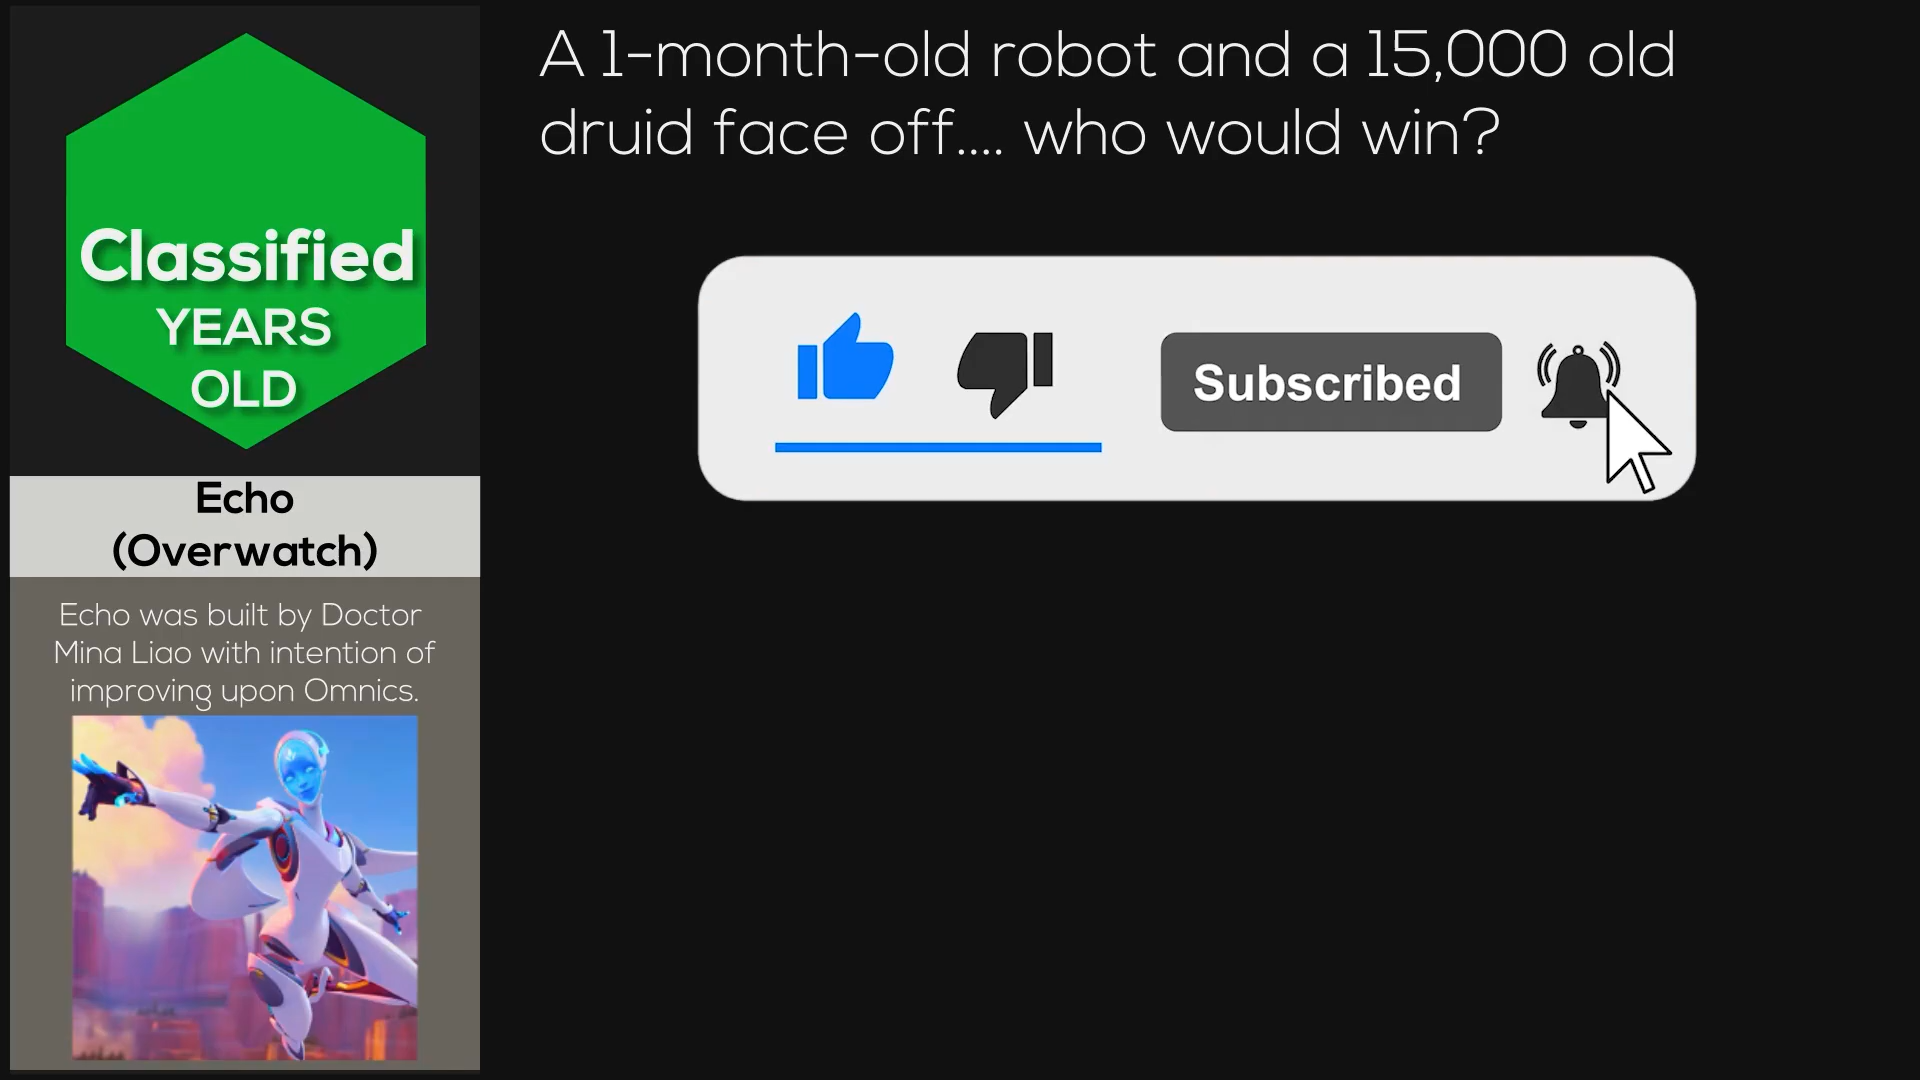 Classified
YEARS
OLD
Echo
(Overwatch)
Echo was built by Doctor
Mina Liao with intention of
improving upon Omnics.
A 1-month-old robot and a 15,000 old
druid face off.... who would win?
Subscribed